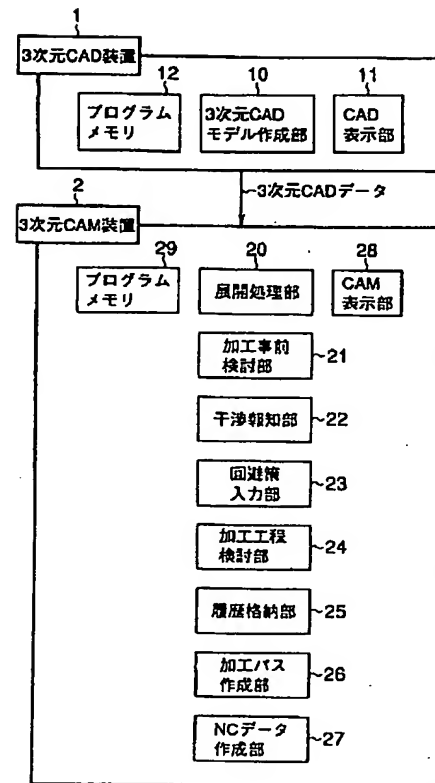 1
3次元CAD装置
12
10
11
プログラム
メモリ
3次元CAD
モデル作成部
CAD
表示部
3次元CADデータ
2
3次元CAM装置
29
20
28
プログラム
メモリ
展開処理部
CAM
表示部
加工事前
検討部
21
干渉報知部
22
回避策
入力部
23
加工工程
検討部
24
履歴格納部
25
加工パス
作成部
26
NCデータ
作成部
27